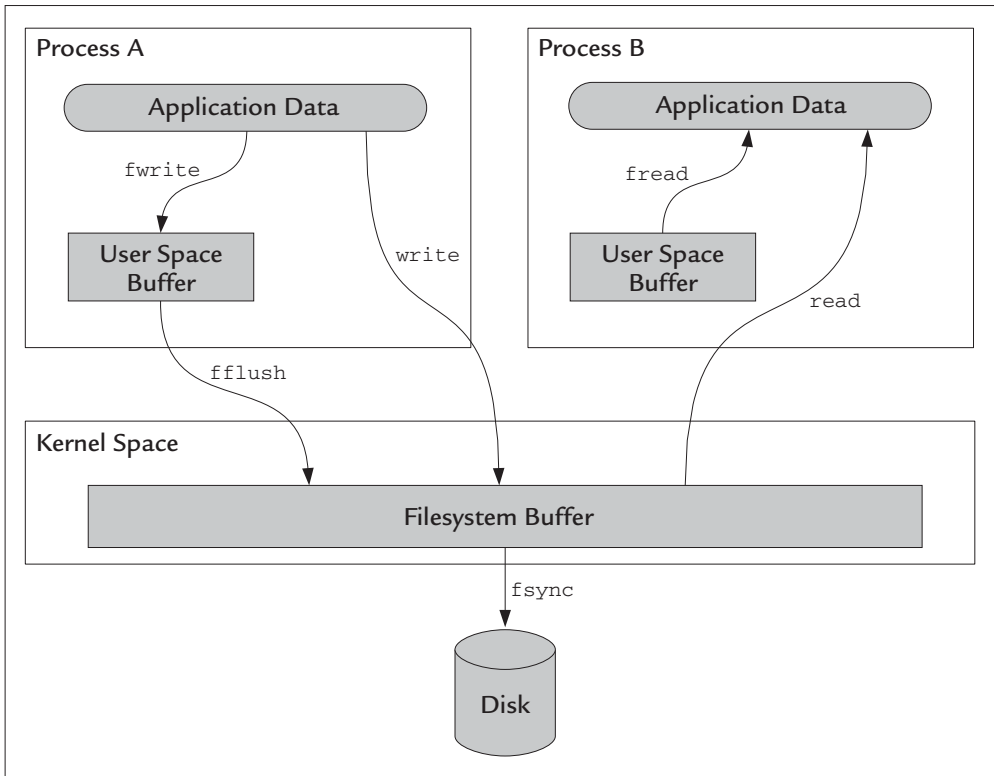 Process A
Process B
Application Data
Application Data
fwrite
fread
User Space
Buffer
User Space
Buffer
write
read
fflush
Kernel Space
Filesystem Buffer
fsync
Disk